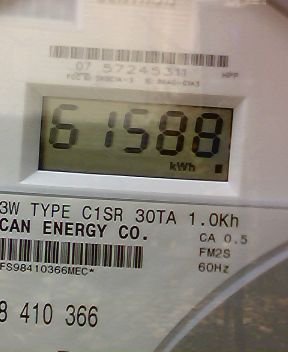 07 57245311
HPP
61588
kWh
3W TYPE C1SR 30TA 1.0Kh
CAN ENERGY CO.
CA 0.5
FM2S
60Hz
FS98410366MEC*
8 410 366